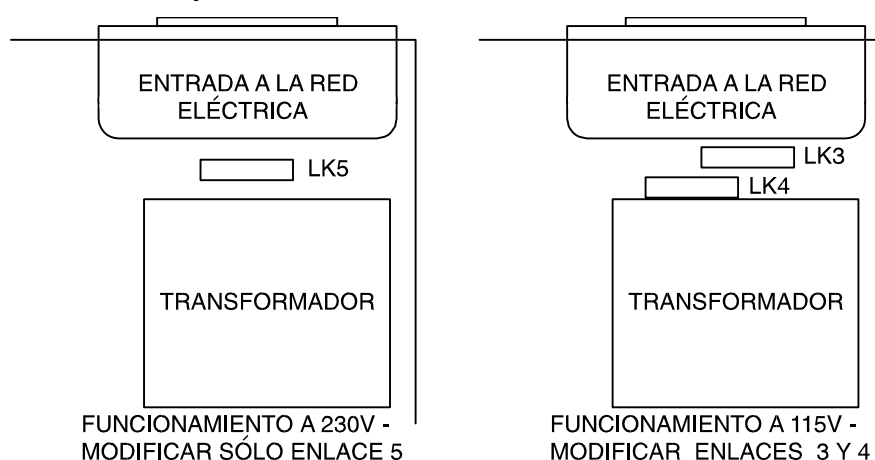 ENTRADA A LA RED
ELÉCTRICA
LK5
TRANSFORMADOR
FUNCIONAMIENTO A 230V -
MODIFICAR SÓLO ENLACE 5
ENTRADA A LA RED
ELÉCTRICA
LK3
LK4
TRANSFORMADOR
FUNCIONAMIENTO A 115V -
MODIFICAR ENLACES 3 Y 4